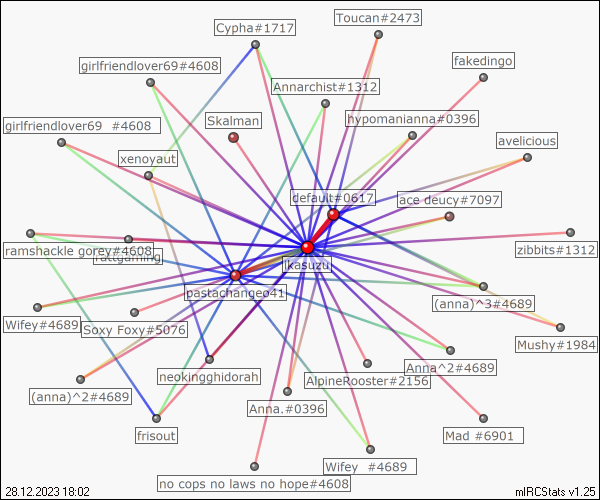 Toucan#2473
Cypha#1717
fakedingo
girlfriendlover69#4608
Annarchist#1312
Skalman
hypomanianna#0396
girlfriendlover69  #4608
avelicious
xenoyaut
default#0617
ace deucy#7097
ramshackle gorey#4608
zibbits#1312
ikasuzu
pastachangeo41
(anna)^3#4689
Wifey#4689
Soxy Foxy#5076
Mushy#1984
Anna^2#4689
neokingghidorah
AlpineRooster#2156
(anna)^2#4689
Anna.#0396
frisout
Mad #6901
Wifey  #4689
no cops no laws no hope#4608
28.12.2023 18:02
mIRCStats v1.25